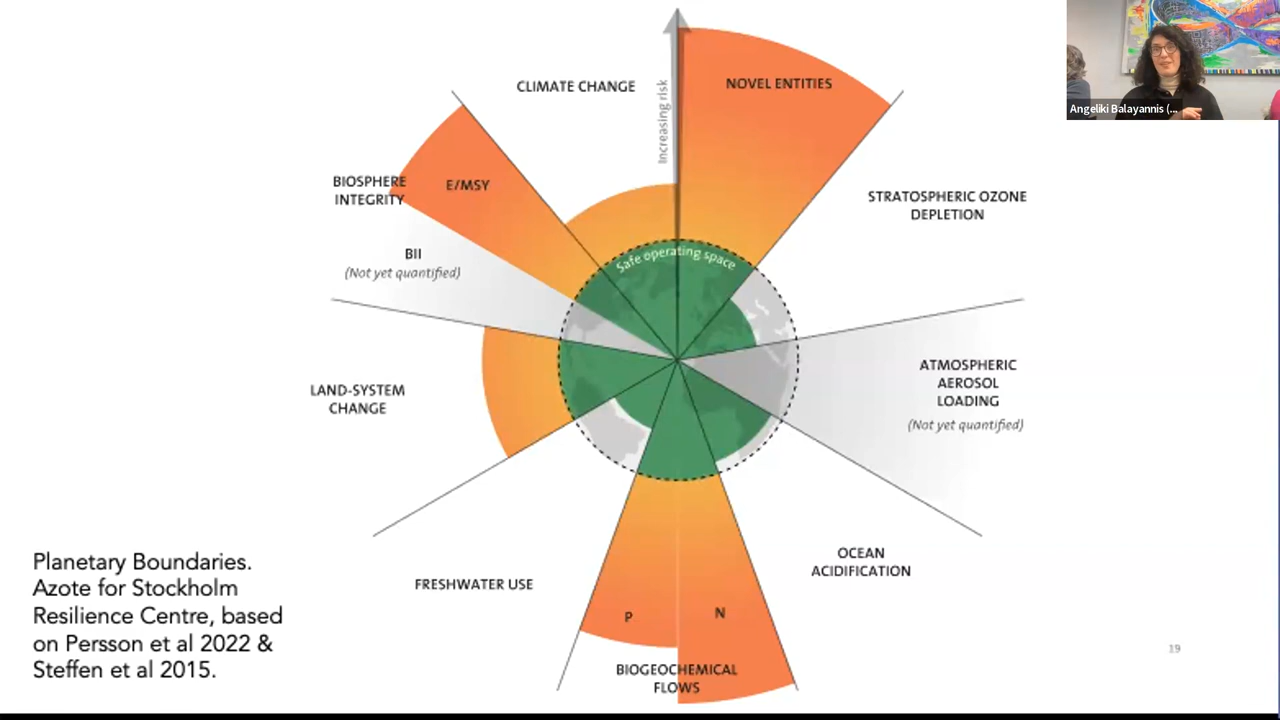 CLIMATE CHANGE
Increasing risk
NOVEL ENTITIES
Angeliki Balayannis (...
BIOSPHERE
INTEGRITY
E/MSY
STRATOSPHERIC OZONE
DEPLETION
BII
(Not yet quantified)
Safe operating space
ATMOSPHERIC
AEROSOL
LOADING
(Not yet quantified)
LAND-SYSTEM
CHANGE
OCEAN
ACIDIFICATION
FRESHWATER USE
P
N
BIOGEOCHEMICAL
FLOWS
Planetary Boundaries.
Azote for Stockholm
Resilience Centre, based
on Persson et al 2022 &
Steffen et al 2015.
19